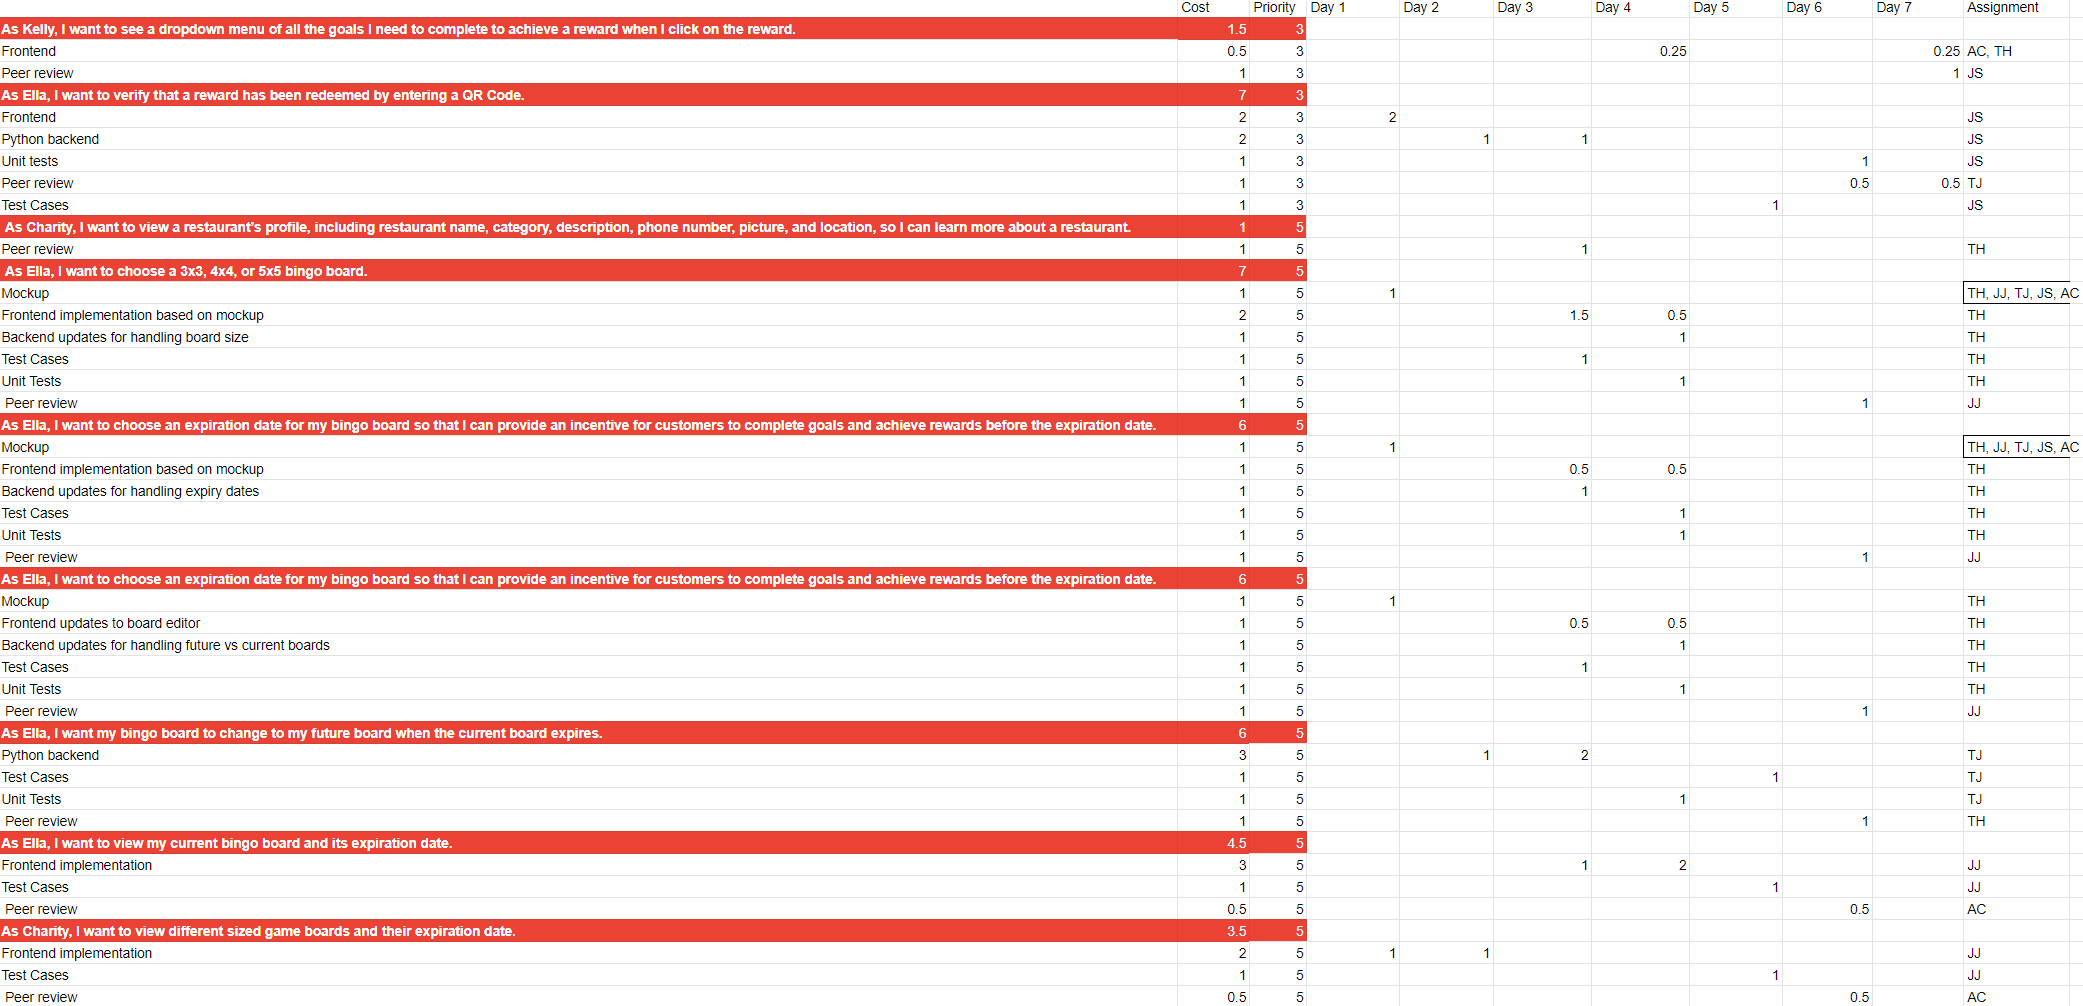 Cost Priority Day 1 Day 2 Day 3 Day 4 Day 5 Day 6 Day 7 Assignment
As Kelly, I want to see a dropdown menu of all the goals I need to complete to achieve a reward when I click on the reward. 1.5 3
Frontend 0.5 3 0.25 0.25 AC, TH
Peer review 1 3 1 JS
As Ella, I want to verify that a reward has been redeemed by entering a QR Code. 7 3
Frontend 2 3 2 JS
Python backend 2 3 1 1 JS
Unit tests 1 3 1 JS
Peer review 1 3 0.5 0.5 TJ
Test Cases 1 3 1 JS
As Charity, I want to view a restaurant's profile, including restaurant name, category, description, phone number, picture, and location, so I can learn more about a restaurant. 1 5
Peer review 1 5 1 TH
As Ella, I want to choose a 3x3, 4x4, or 5x5 bingo board. 7 5
Mockup 1 5 1 TH, JJ, TJ, JS, AC
Frontend implementation based on mockup 2 5 1.5 0.5 TH
Backend updates for handling board size 1 5 1 TH
Test Cases 1 5 1 TH
Unit Tests 1 5 1 TH
Peer review 1 5 1 JJ
As Ella, I want to choose an expiration date for my bingo board so that I can provide an incentive for customers to complete goals and achieve rewards before the expiration date. 6 5
Mockup 1 5 1 TH, JJ, TJ, JS, AC
Frontend implementation based on mockup 1 5 0.5 0.5 TH
Backend updates for handling expiry dates 1 5 1 TH
Test Cases 1 5 1 TH
Unit Tests 1 5 1 TH
Peer review 1 5 1 JJ
As Ella, I want to choose an expiration date for my bingo board so that I can provide an incentive for customers to complete goals and achieve rewards before the expiration date. 6 5
Mockup 1 5 1 TH
Frontend updates to board editor 1 5 0.5 0.5 TH
Backend updates for handling future vs current boards 1 5 1 TH
Test Cases 1 5 1 TH
Unit Tests 1 5 1 TH
Peer review 1 5 1 JJ
As Ella, I want my bingo board to change to my future board when the current board expires. 6 5
Python backend 3 5 1 2 TJ
Test Cases 1 5 1 TJ
Unit Tests 1 5 1 TJ
Peer review 1 5 1 TH
As Ella, I want to view my current bingo board and its expiration date. 4.5 5
Frontend implementation 3 5 1 2 JJ
Test Cases 1 5 1 JJ
Peer review 0.5 5 0.5 AC
As Charity, I want to view different sized game boards and their expiration date. 3.5 5
Frontend implementation 2 5 1 1 JJ
Test Cases 1 5 1 JJ
Peer review 0.5 5 0.5 AC